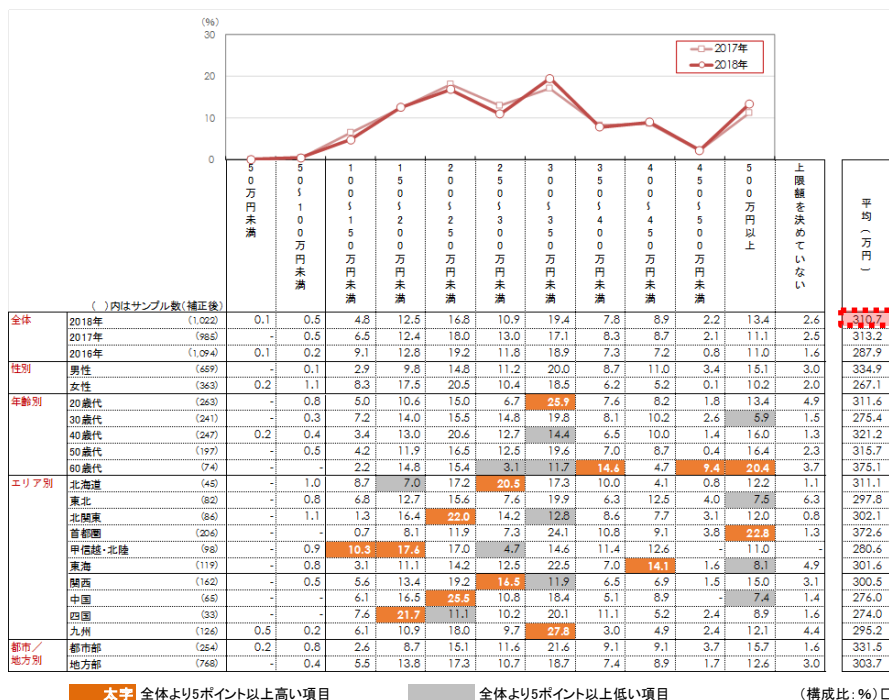 (%)
30
20
10
0
2017年
2018年
50万円未満
50～100万円未満
100～150万円未満
150～200万円未満
200～250万円未満
250～300万円未満
300～350万円未満
350～400万円未満
400～450万円未満
450～500万円未満
500万円以上
上限額を決めていない
平均(万円)
( )内はサンプル数(補正後)
全体 2018年 (1,022) 0.1 0.5 4.8 12.5 16.8 10.9 19.4 7.8 8.9 2.2 13.4 2.6 310.7
2017年 (985) - 0.5 6.5 12.4 18.0 13.0 17.1 8.3 8.7 2.1 11.1 2.5 313.2
2016年 (1,094) 0.1 0.2 9.1 12.8 19.2 11.8 18.9 7.3 7.2 0.8 11.0 1.6 287.9
性別 男性 (659) - 0.1 2.9 9.8 14.8 11.2 20.0 8.7 11.0 3.4 15.1 3.0 334.9
女性 (363) 0.2 1.1 8.3 17.5 20.5 10.4 18.5 6.2 5.2 0.1 10.2 2.0 267.1
年齢別 20歳代 (263) - 0.8 5.0 10.6 15.0 6.7 25.9 7.6 8.2 1.8 13.4 4.9 311.6
30歳代 (241) - 0.3 7.2 14.0 15.5 14.8 19.8 8.1 10.2 2.6 5.9 1.5 275.4
40歳代 (247) 0.2 0.4 3.4 13.0 20.6 12.7 14.4 6.5 10.0 1.4 16.0 1.3 321.2
50歳代 (197) - 0.5 4.2 11.9 16.5 12.5 19.6 7.0 8.7 0.4 16.4 2.3 315.7
60歳代 (74) - - 2.2 14.8 15.4 3.1 11.7 14.6 4.7 9.4 20.4 3.7 375.1
エリア別 北海道 (45) - 1.0 8.7 7.0 17.2 20.5 17.3 10.0 4.1 0.8 12.2 1.1 311.1
東北 (82) - 0.8 6.8 12.7 15.6 7.6 19.9 6.3 12.5 4.0 7.5 6.3 297.8
北関東 (86) - 1.1 1.3 16.4 22.0 14.2 12.8 8.6 7.7 3.1 12.0 0.8 302.1
首都圏 (206) - - 0.7 8.1 11.9 7.3 24.1 10.8 9.1 3.8 22.8 1.3 372.6
甲信越・北陸 (98) - 0.9 10.3 17.6 17.0 4.7 14.6 11.4 12.6 - 11.0 - 280.6
東海 (119) - 0.8 3.1 11.1 14.2 12.5 22.5 7.0 14.1 1.6 8.1 4.9 301.6
関西 (162) - 0.5 5.6 13.4 19.2 16.5 11.9 6.5 6.9 1.5 15.0 3.1 300.5
中国 (65) - - 6.1 16.5 25.5 10.8 18.4 5.1 8.9 - 7.4 1.4 276.0
四国 (33) - - 7.6 21.7 11.1 10.2 20.1 11.1 5.2 2.4 8.9 1.6 274.0
九州 (126) 0.5 0.2 6.1 10.9 18.0 9.7 27.8 3.0 4.9 2.4 12.1 4.4 295.2
都市／地方別 都市部 (254) 0.2 0.8 2.6 8.7 15.1 11.6 21.6 9.1 9.1 3.7 15.7 1.6 331.5
地方部 (768) - 0.4 5.5 13.8 17.3 10.7 18.7 7.4 8.9 1.7 12.6 3.0 303.7
太字 全体より5ポイント以上高い項目 全体より5ポイント以上低い項目 (構成比:%)